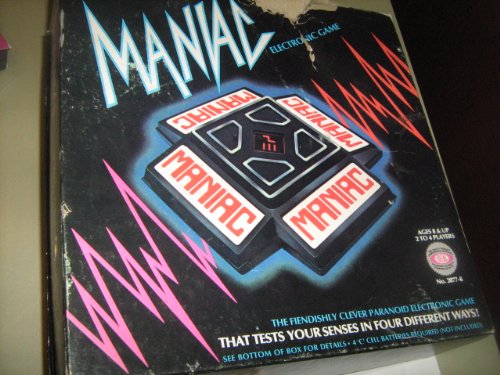 MANIAC
ELECTRONIC GAME
MANIAC
MANIAC
MANIAC
MANIAC
AGES 8 & UP
2 TO 4 PLAYERS
No. 2877-8
THE FIENDISHLY CLEVER PARANOID ELECTRONIC GAME
THAT TESTS YOUR SENSES IN FOUR DIFFERENT WAYS!
SEE BOTTOM OF BOX FOR DETAILS • 4 'C' CELL BATTERIES REQUIRED (NOT INCLUDED)